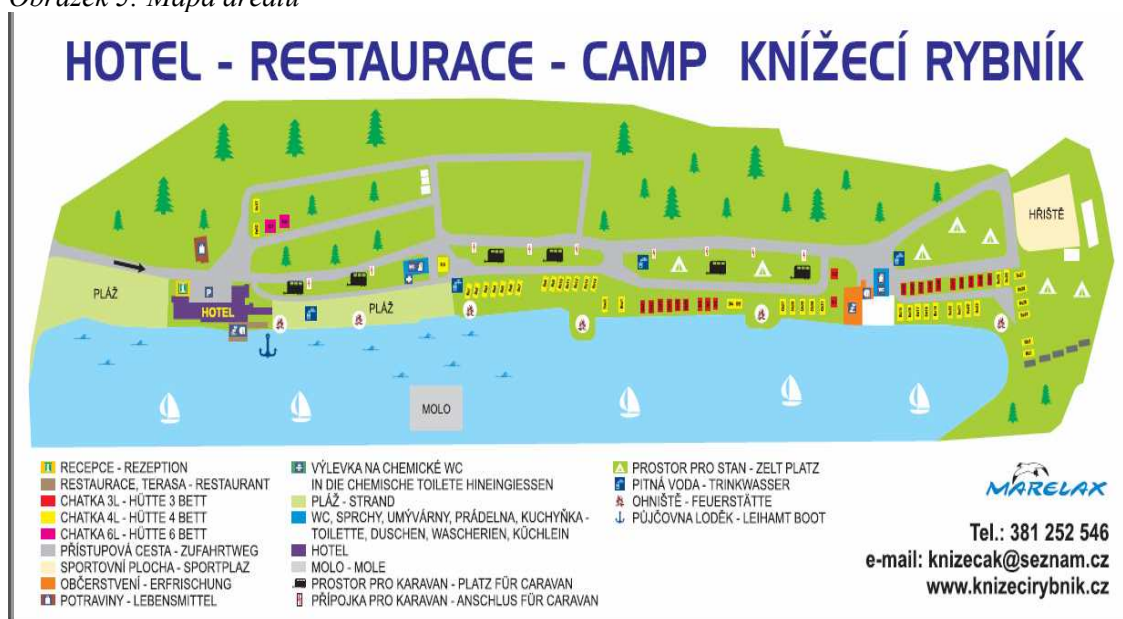 Obrázek 5: Mapa areálu
HOTEL - RESTAURACE - CAMP KNÍŽECÍ RYBNÍK
HŘIŠTĚ
PLÁŽ
HOTEL
PLÁŽ
MOLO
RECEPCE - REZEPTION
RESTAURACE, TERASA - RESTAURANT
CHATKA 3L - HÜTTE 3 BETT
CHATKA 4L - HÜTTE 4 BETT
CHATKA 6L - HÜTTE 6 BETT
PŘÍSTUPOVÁ CESTA - ZUFAHRTWEG
SPORTOVNÍ PLOCHA - SPORTPLAZ
OBČERSTVENÍ - ERFRISCHUNG
POTRAVINY - LEBENSMITTEL
VÝLEVKA NA CHEMICKÉ WC
IN DIE CHEMISCHE TOILETE HINEINGIESSEN
PLÁŽ - STRAND
WC, SPRCHY, UMÝVÁRNY, PRÁDELNA, KUCHYŇKA -
TOILETTE, DUSCHEN, WASCHERIEN, KÜCHLEIN
HOTEL
MOLO - MOLE
PROSTOR PRO KARAVAN - PLATZ FÜR CARAVAN
PŘÍPOJKA PRO KARAVAN - ANSCHLUS FÜR CARAVAN
PROSTOR PRO STAN - ZELT PLATZ
PITNÁ VODA - TRINKWASSER
OHNIŠTĚ - FEUERSTÄTTE
PŮJČOVNA LODĚK - LEIHAMT BOOT
MARELAX
Tel.: 381 252 546
e-mail: knizecak@seznam.cz
www.knizecirybnik.cz